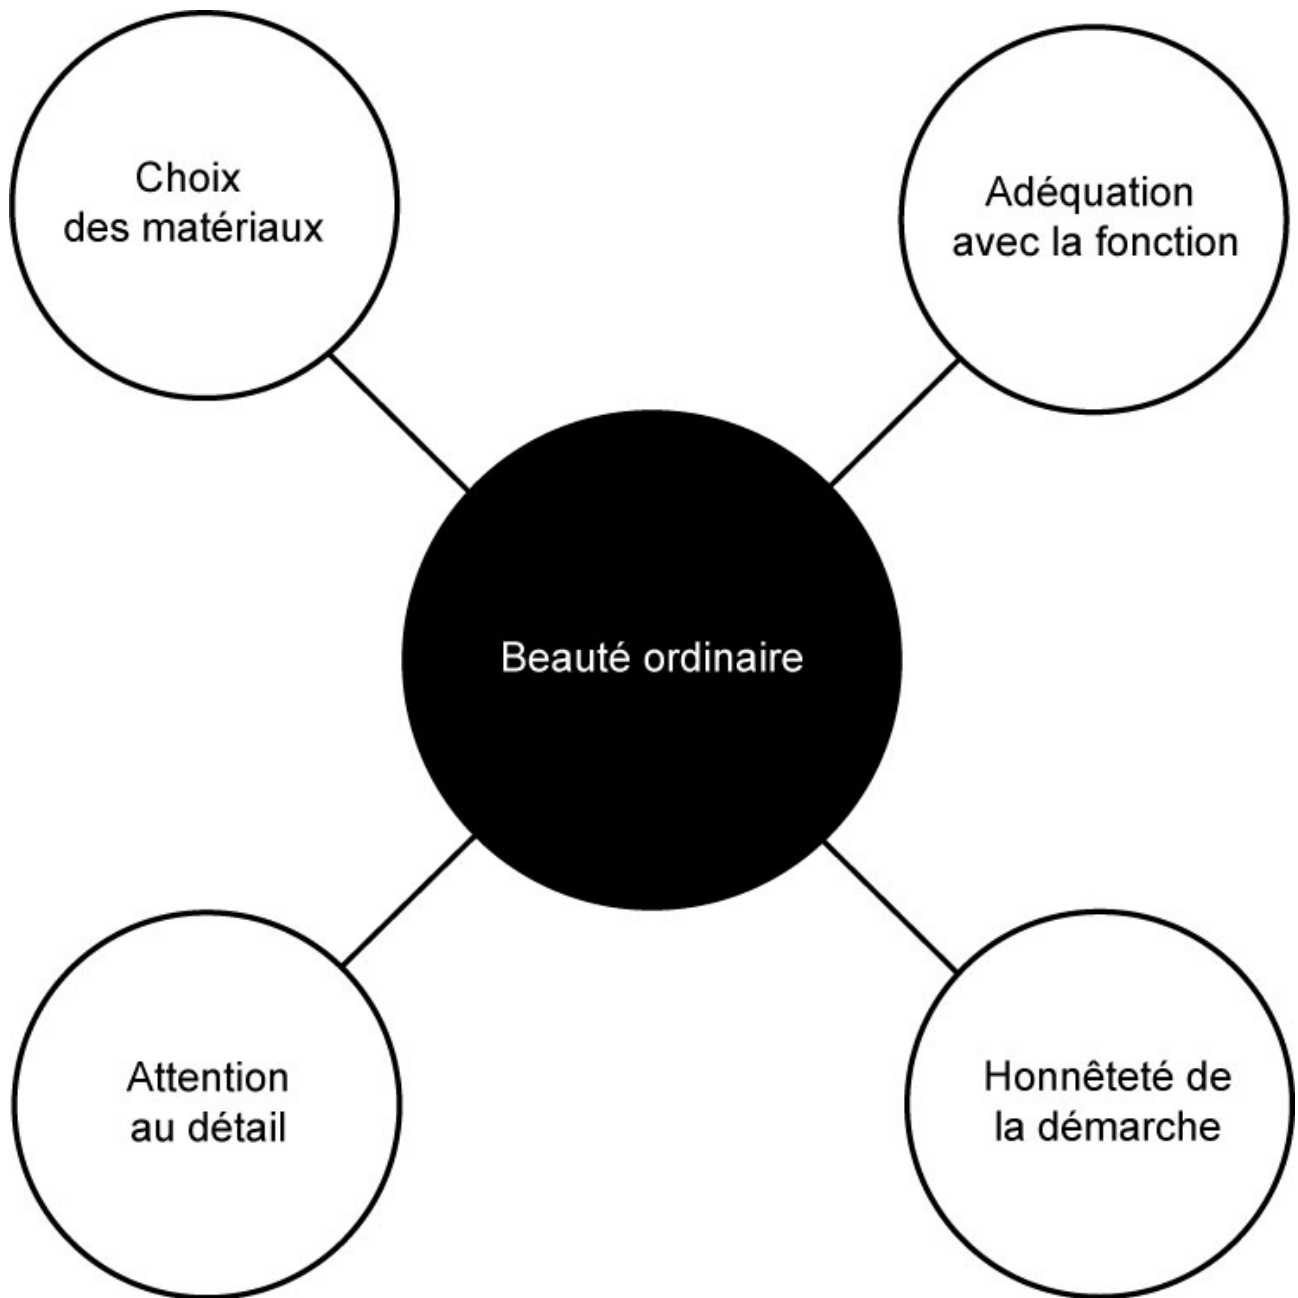 Choix
des matériaux
Adéquation
avec la fonction
Beauté ordinaire
Attention
au détail
Honnêteté de
la démarche